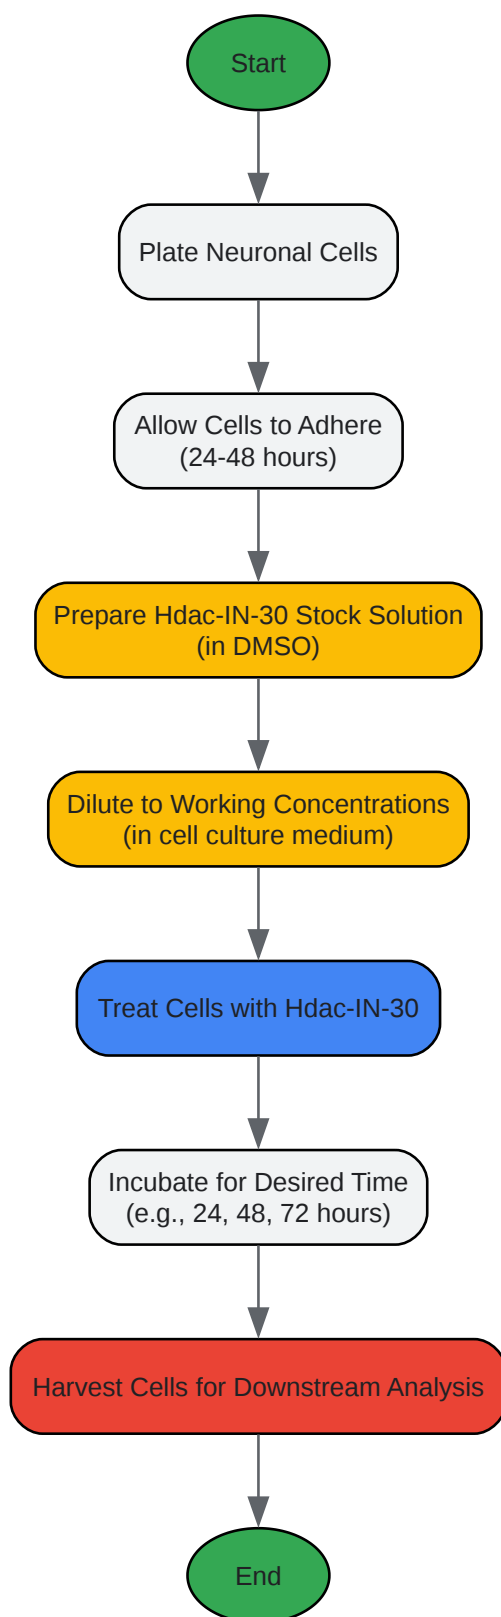 Start
Plate Neuronal Cells
Allow Cells to Adhere
(24-48 hours)
Prepare Hdac-IN-30 Stock Solution
(in DMSO)
Dilute to Working Concentrations
(in cell culture medium)
Treat Cells with Hdac-IN-30
Incubate for Desired Time
(e.g., 24, 48, 72 hours)
Harvest Cells for Downstream Analysis
End